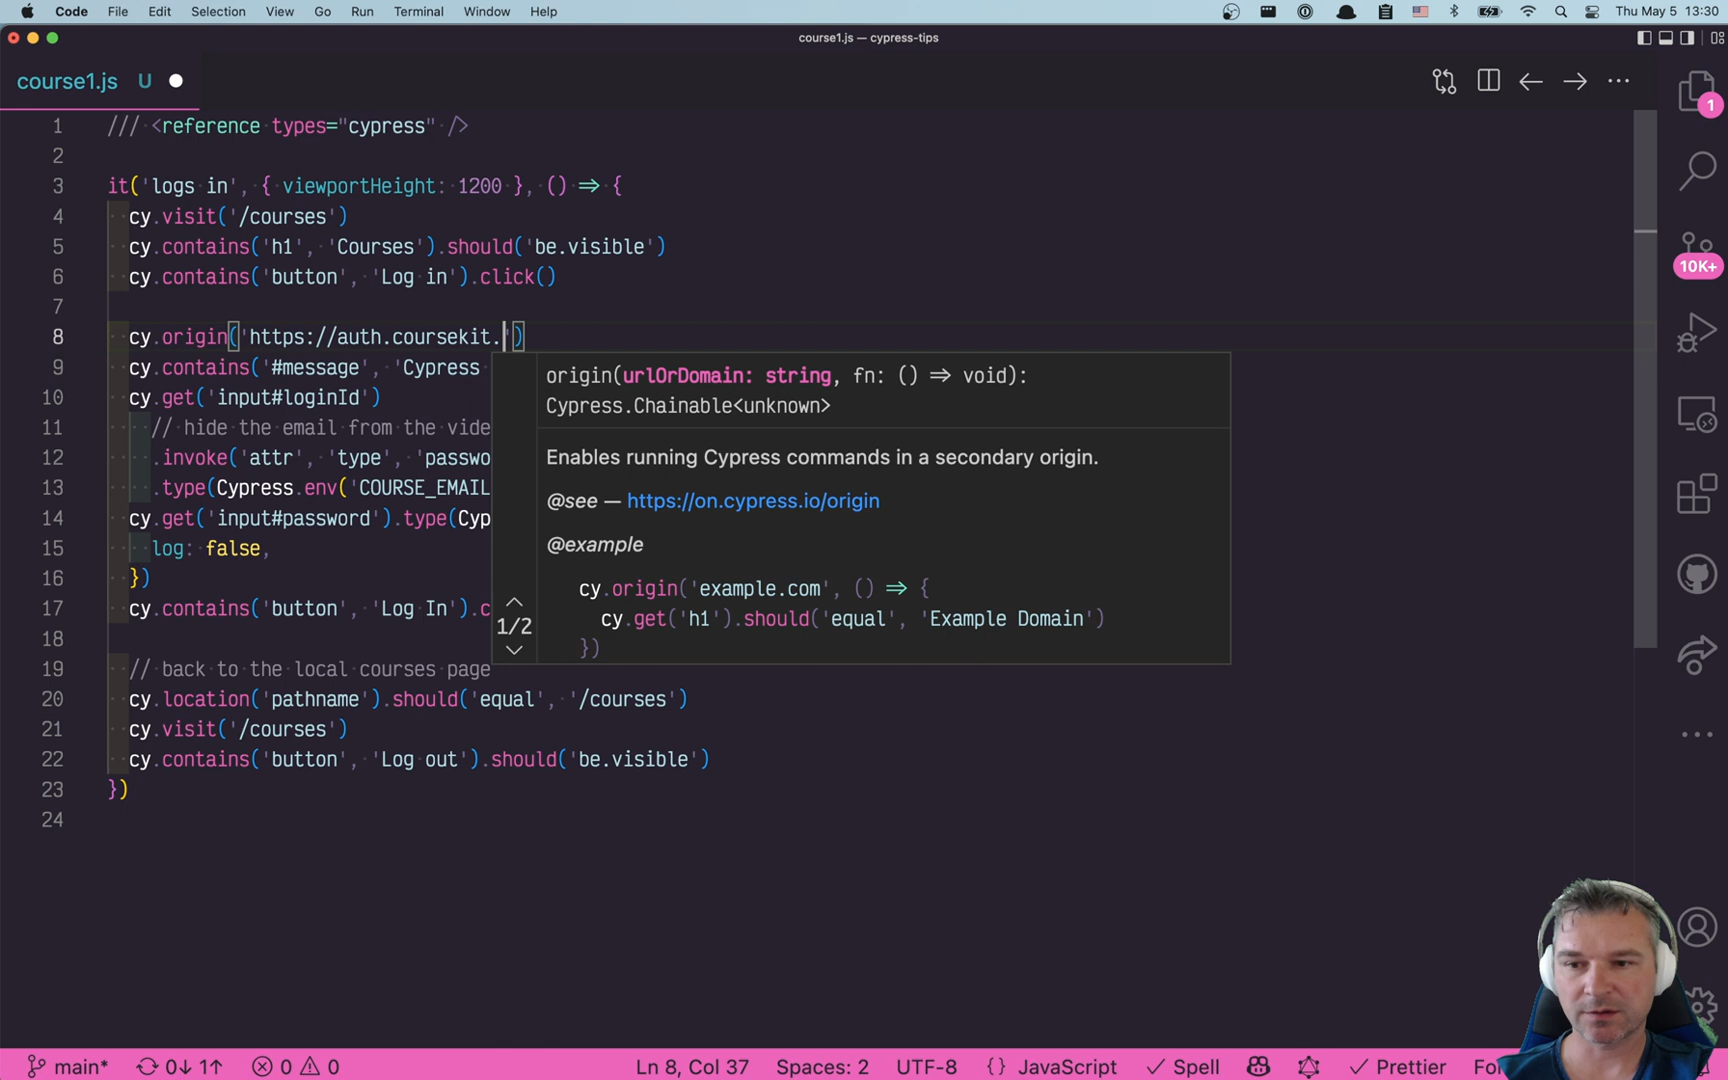 Code File Edit Selection View Go Run Terminal Window Help Thu May 5 13:30
course1.js — cypress-tips
course1.js U
1 /// <reference types="cypress" />
2
3 it('logs in', { viewportHeight: 1200 }, () => {
4 cy.visit('/courses')
5 cy.contains('h1', 'Courses').should('be.visible')
6 cy.contains('button', 'Log in').click()
7
8 cy.origin('https://auth.coursekit.')
9 cy.contains('#message', 'Cypress
10 cy.get('input#loginId')
11 // hide the email from the vide
12 .invoke('attr', 'type', 'passwo
13 .type(Cypress.env('COURSE_EMAIL
14 cy.get('input#password').type(Cyp
15 log: false,
16 })
17 cy.contains('button', 'Log In').c
18
19 // back to the local courses page
20 cy.location('pathname').should('equal', '/courses')
21 cy.visit('/courses')
22 cy.contains('button', 'Log out').should('be.visible')
23 })
24
origin(urlOrDomain: string, fn: () => void):
Cypress.Chainable<unknown>
Enables running Cypress commands in a secondary origin.
@see — https://on.cypress.io/origin
@example
cy.origin('example.com', () => {
cy.get('h1').should('equal', 'Example Domain')
})
1/2
1
10K+
main* 0↓ 1↑ 0 0 Ln 8, Col 37 Spaces: 2 UTF-8 {} JavaScript Spell Prettier Fo